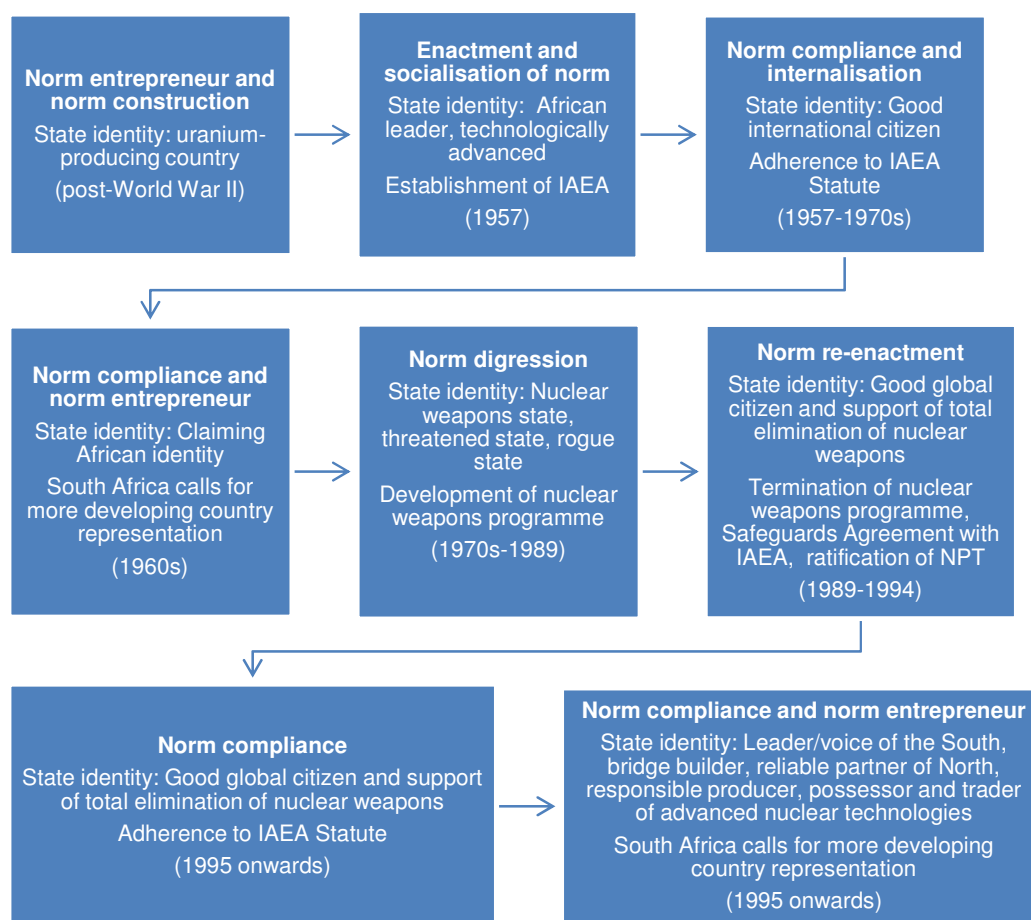 Norm entrepreneur and
norm construction
State identity: uranium-
producing country
(post-World War II)
Enactment and
socialisation of norm
State identity: African
leader, technologically
advanced
Establishment of IAEA
(1957)
Norm compliance and
internalisation
State identity: Good
international citizen
Adherence to IAEA
Statute
(1957-1970s)
Norm compliance and
norm entrepreneur
State identity: Claiming
African identity
South Africa calls for
more developing country
representation
(1960s)
Norm digression
State identity: Nuclear
weapons state,
threatened state, rogue
state
Development of nuclear
weapons programme
(1970s-1989)
Norm re-enactment
State identity: Good global
citizen and support of total
elimination of nuclear
weapons
Termination of nuclear
weapons programme,
Safeguards Agreement with
IAEA, ratification of NPT
(1989-1994)
Norm compliance
State identity: Good global citizen and support
of total elimination of nuclear weapons
Adherence to IAEA Statute
(1995 onwards)
Norm compliance and norm entrepreneur
State identity: Leader/voice of the South,
bridge builder, reliable partner of North,
responsible producer, possessor and trader
of advanced nuclear technologies
South Africa calls for more developing
country representation
(1995 onwards)